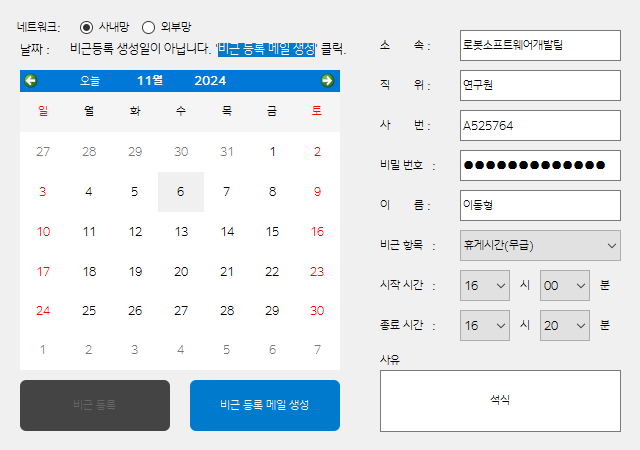 네트워크: 사내망 외부망
날짜 : 비근등록 생성일이 아닙니다. '비근 등록 메일 생성' 클릭.
오늘 11월 2024
일 월 화 수 목 금 토
27 28 29 30 31 1 2
3 4 5 6 7 8 9
10 11 12 13 14 15 16
17 18 19 20 21 22 23
24 25 26 27 28 29 30
1 2 3 4 5 6 7
비근 등록 비근 등록 메일 생성
소 속 : 로봇소프트웨어개발팀
직 위 : 연구원
사 번 : A525764
비밀 번호 : ●●●●●●●●●●●●●
이 름 : 이동형
비근 항목 : 휴게시간(무급)
시작 시간 : 16 시 00 분
종료 시간 : 16 시 20 분
사유
석식